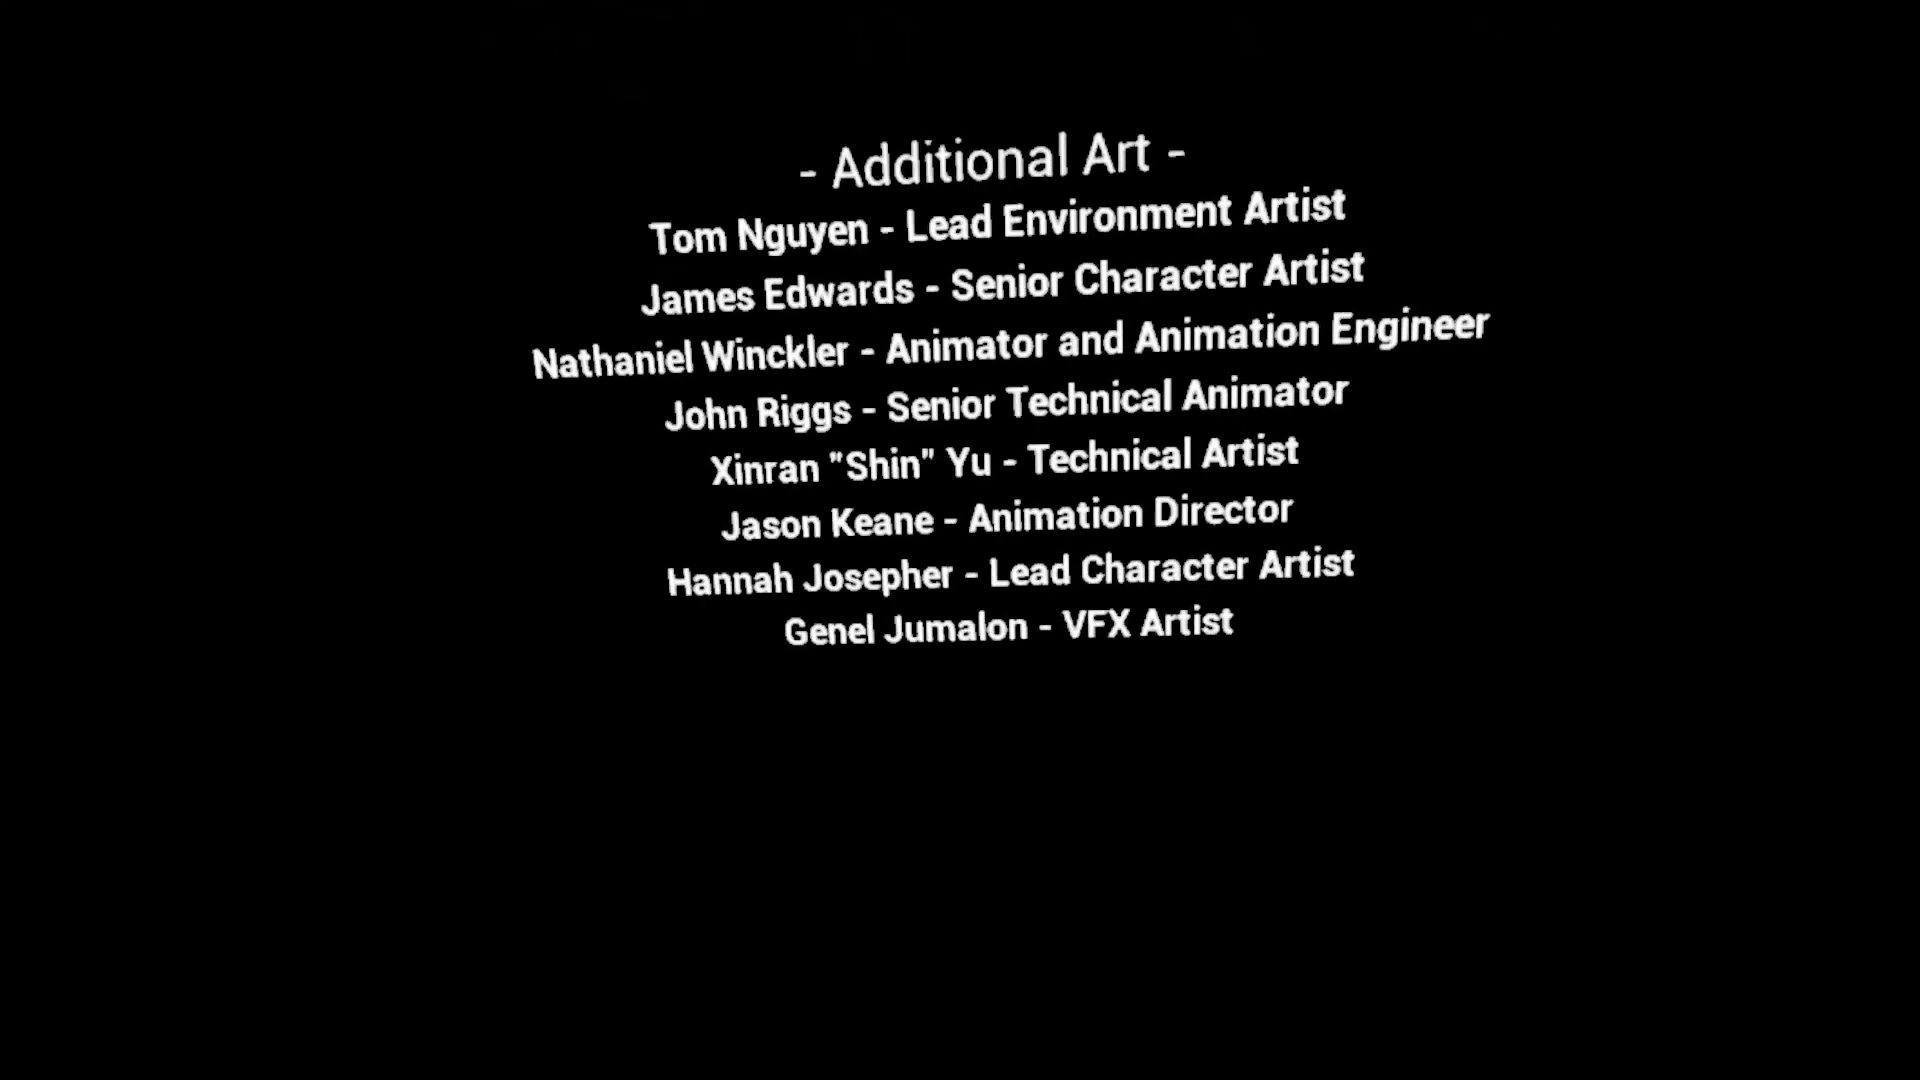 - Additional Art -
Tom Nguyen - Lead Environment Artist
James Edwards - Senior Character Artist
Nathaniel Winckler - Animator and Animation Engineer
John Riggs - Senior Technical Animator
Xinran "Shin" Yu - Technical Artist
Jason Keane - Animation Director
Hannah Josepher - Lead Character Artist
Genel Jumalon - VFX Artist